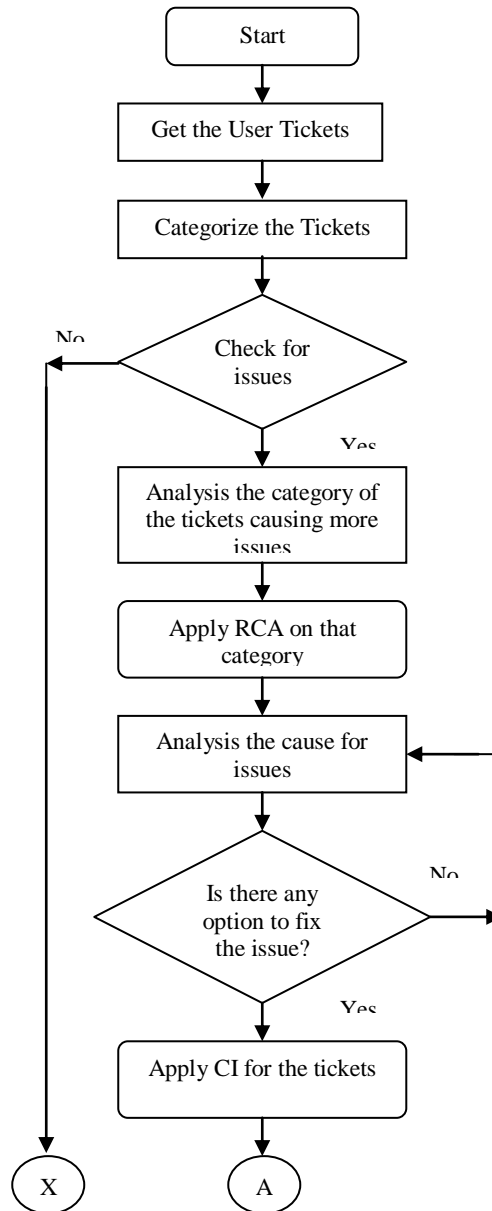 Start
Get the User Tickets
Categorize the Tickets
No
Check for
issues
Yes
Analysis the category of
the tickets causing more
issues
Apply RCA on that
category
Analysis the cause for
issues
No
Is there any
option to fix
the issue?
Yes
Apply CI for the tickets
X
A